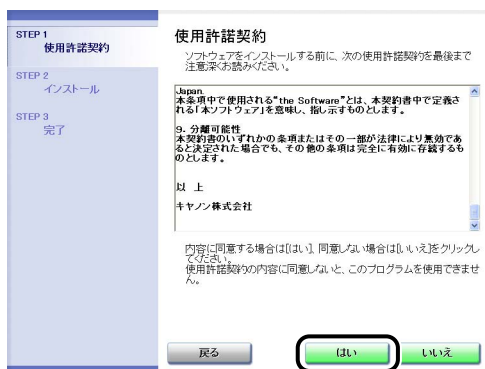 STEP 1
使用許諾契約
STEP 2
インストール
STEP 3
完了
使用許諾契約
ソフトウェアをインストールする前に、次の使用許諾契約を最後まで
注意深くお読みください。
Japan.
本条項中で使用される“the Software”とは、本契約書中で定義さ
れる「本ソフトウェア」を意味し、指し示すものとします。
9. 分離可能性
本契約書のいずれかの条項またはその一部が法律により無効であ
ると決定された場合でも、その他の条項は完全に有効に存続するも
のとします。
以 上
キヤノン株式会社
内容に同意する場合は[はい]、同意しない場合は[いいえ]をクリックし
てください。
使用許諾契約の内容に同意しないと、このプログラムを使用できませ
ん。
戻る
はい
いいえ